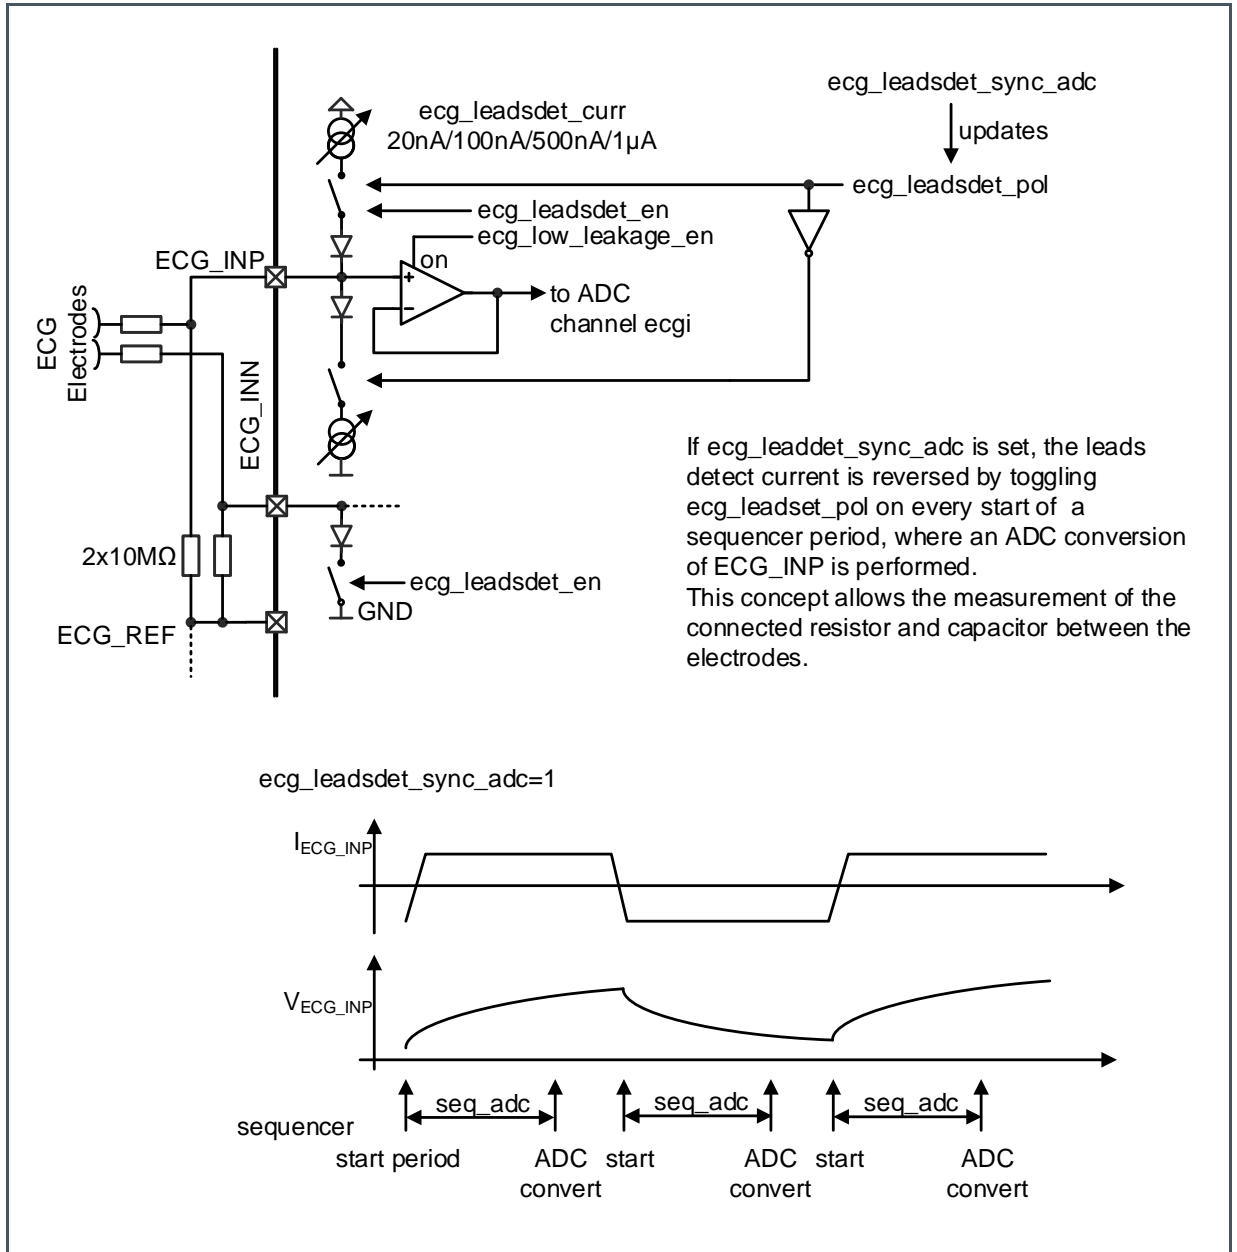 ecg_leadsdet_sync_adc
ecg_leadsdet_curr
20nA/100nA/500nA/1µA
updates
ecg_leadsdet_pol
ecg_leadsdet_en
ecg_low_leakage_en
ECG_INP
on
+
−
to ADC
channel ecgi
ECG
Electrodes
ECG_INN
If ecg_leaddet_sync_adc is set, the leads
detect current is reversed by toggling
ecg_leadset_pol on every start of a
sequencer period, where an ADC conversion
of ECG_INP is performed.
This concept allows the measurement of the
connected resistor and capacitor between the
electrodes.
2x10MΩ
ecg_leadsdet_en
GND
ECG_REF
ecg_leadsdet_sync_adc=1
IECG_INP
VECG_INP
seq_adc seq_adc seq_adc
sequencer
start period ADC convert start ADC convert start ADC convert